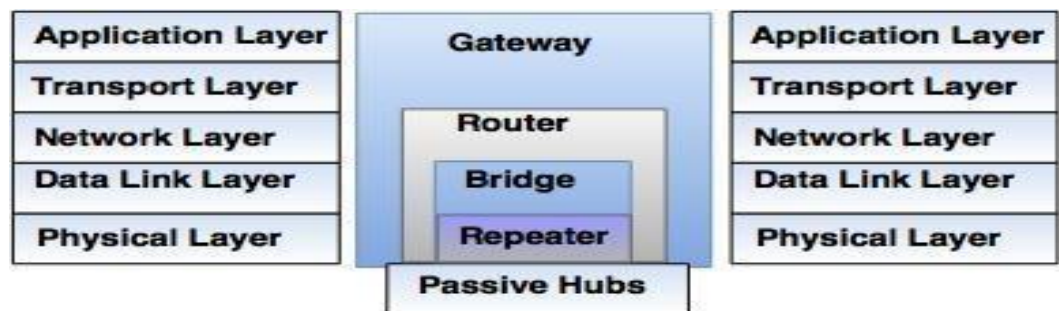 Application Layer
Transport Layer
Network Layer
Data Link Layer
Physical Layer
Gateway
Router
Bridge
Repeater
Passive Hubs
Application Layer
Transport Layer
Network Layer
Data Link Layer
Physical Layer